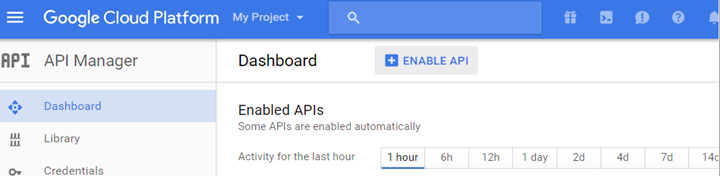 Google Cloud Platform My Project
API API Manager Dashboard ENABLE API
Dashboard
Enabled APIs
Some APIs are enabled automatically
Library
Activity for the last hour 1 hour 6h 12h 1 day 2d 4d 7d 14d
Credentials